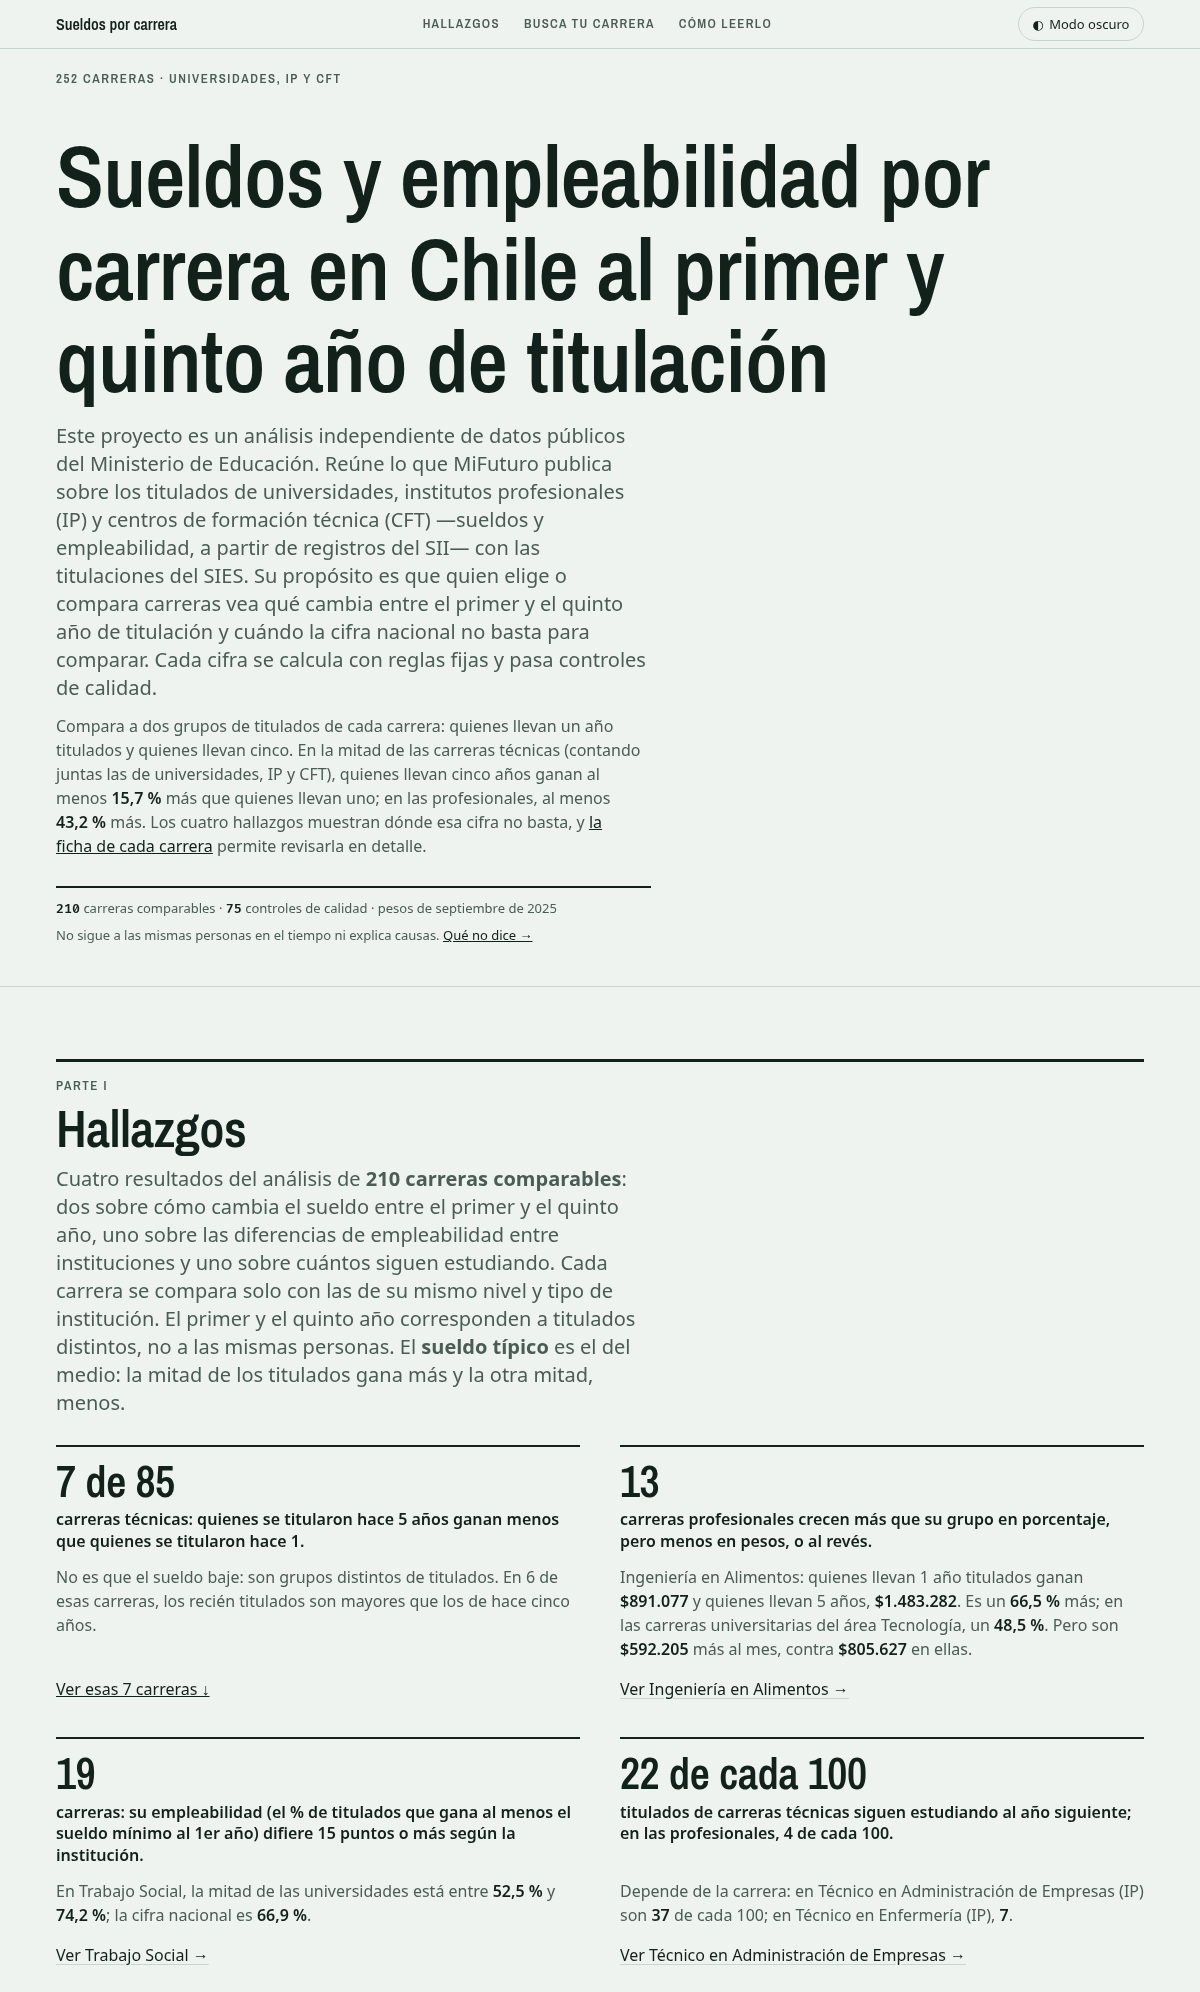 Sueldos por carrera
HALLAZGOS
BUSCA TU CARRERA
CÓMO LEERLO
◐ Modo oscuro
252 CARRERAS · UNIVERSIDADES, IP Y CFT
Sueldos y empleabilidad por
carrera en Chile al primer y
quinto año de titulación
Este proyecto es un análisis independiente de datos públicos
del Ministerio de Educación. Reúne lo que MiFuturo publica
sobre los titulados de universidades, institutos profesionales
(IP) y centros de formación técnica (CFT) —sueldos y
empleabilidad, a partir de registros del SII— con las
titulaciones del SIES. Su propósito es que quien elige o
compara carreras vea qué cambia entre el primer y el quinto
año de titulación y cuándo la cifra nacional no basta para
comparar. Cada cifra se calcula con reglas fijas y pasa controles
de calidad.
Compara a dos grupos de titulados de cada carrera: quienes llevan un año
titulados y quienes llevan cinco. En la mitad de las carreras técnicas (contando
juntas las de universidades, IP y CFT), quienes llevan cinco años ganan al
menos 15,7 % más que quienes llevan uno; en las profesionales, al menos
43,2 % más. Los cuatro hallazgos muestran dónde esa cifra no basta, y la
ficha de cada carrera permite revisarla en detalle.
210 carreras comparables · 75 controles de calidad · pesos de septiembre de 2025
No sigue a las mismas personas en el tiempo ni explica causas. Qué no dice →
PARTE I
Hallazgos
Cuatro resultados del análisis de 210 carreras comparables:
dos sobre cómo cambia el sueldo entre el primer y el quinto
año, uno sobre las diferencias de empleabilidad entre
instituciones y uno sobre cuántos siguen estudiando. Cada
carrera se compara solo con las de su mismo nivel y tipo de
institución. El primer y el quinto año corresponden a titulados
distintos, no a las mismas personas. El sueldo típico es el del
medio: la mitad de los titulados gana más y la otra mitad,
menos.
7 de 85
carreras técnicas: quienes se titularon hace 5 años ganan menos
que quienes se titularon hace 1.
No es que el sueldo baje: son grupos distintos de titulados. En 6 de
esas carreras, los recién titulados son mayores que los de hace cinco
años.
Ver esas 7 carreras ↓
13
carreras profesionales crecen más que su grupo en porcentaje,
pero menos en pesos, o al revés.
Ingeniería en Alimentos: quienes llevan 1 año titulados ganan
$891.077 y quienes llevan 5 años, $1.483.282. Es un 66,5 % más; en
las carreras universitarias del área Tecnología, un 48,5 %. Pero son
$592.205 más al mes, contra $805.627 en ellas.
Ver Ingeniería en Alimentos →
19
carreras: su empleabilidad (el % de titulados que gana al menos el
sueldo mínimo al 1er año) difiere 15 puntos o más según la
institución.
En Trabajo Social, la mitad de las universidades está entre 52,5 % y
74,2 %; la cifra nacional es 66,9 %.
Ver Trabajo Social →
22 de cada 100
titulados de carreras técnicas siguen estudiando al año siguiente;
en las profesionales, 4 de cada 100.
Depende de la carrera: en Técnico en Administración de Empresas (IP)
son 37 de cada 100; en Técnico en Enfermería (IP), 7.
Ver Técnico en Administración de Empresas →